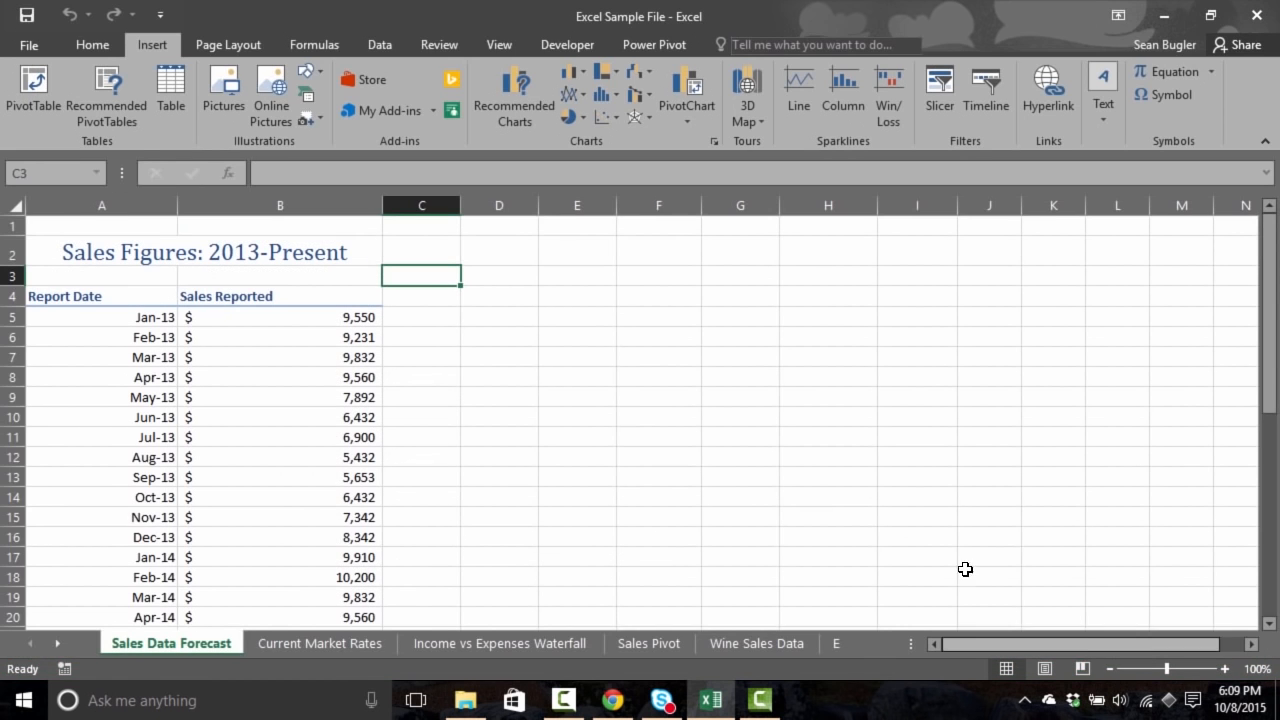 Excel Sample File - Excel
File Home Insert Page Layout Formulas Data Review View Developer Power Pivot Tell me what you want to do... Sean Bugler Share
PivotTable
Recommended
PivotTables
Table
Pictures
Online
Pictures
Store
My Add-ins
Recommended
Charts
PivotChart
3D
Map
Line
Column
Win/
Loss
Slicer
Timeline
Hyperlink
A
Text
π Equation
Ω Symbol
Tables Illustrations Add-ins Charts Tours Sparklines Filters Links Symbols
C3 fx
A B C D E F G H I J K L M N
1
2 Sales Figures: 2013-Present
3
4 Report Date Sales Reported
5 Jan-13 $ 9,550
6 Feb-13 $ 9,231
7 Mar-13 $ 9,832
8 Apr-13 $ 9,560
9 May-13 $ 7,892
10 Jun-13 $ 6,432
11 Jul-13 $ 6,900
12 Aug-13 $ 5,432
13 Sep-13 $ 5,653
14 Oct-13 $ 6,432
15 Nov-13 $ 7,342
16 Dec-13 $ 8,342
17 Jan-14 $ 9,910
18 Feb-14 $ 10,200
19 Mar-14 $ 9,832
20 Apr-14 $ 9,560
Sales Data Forecast Current Market Rates Income vs Expenses Waterfall Sales Pivot Wine Sales Data E
Ready 100%
Ask me anything
6:09 PM
10/8/2015